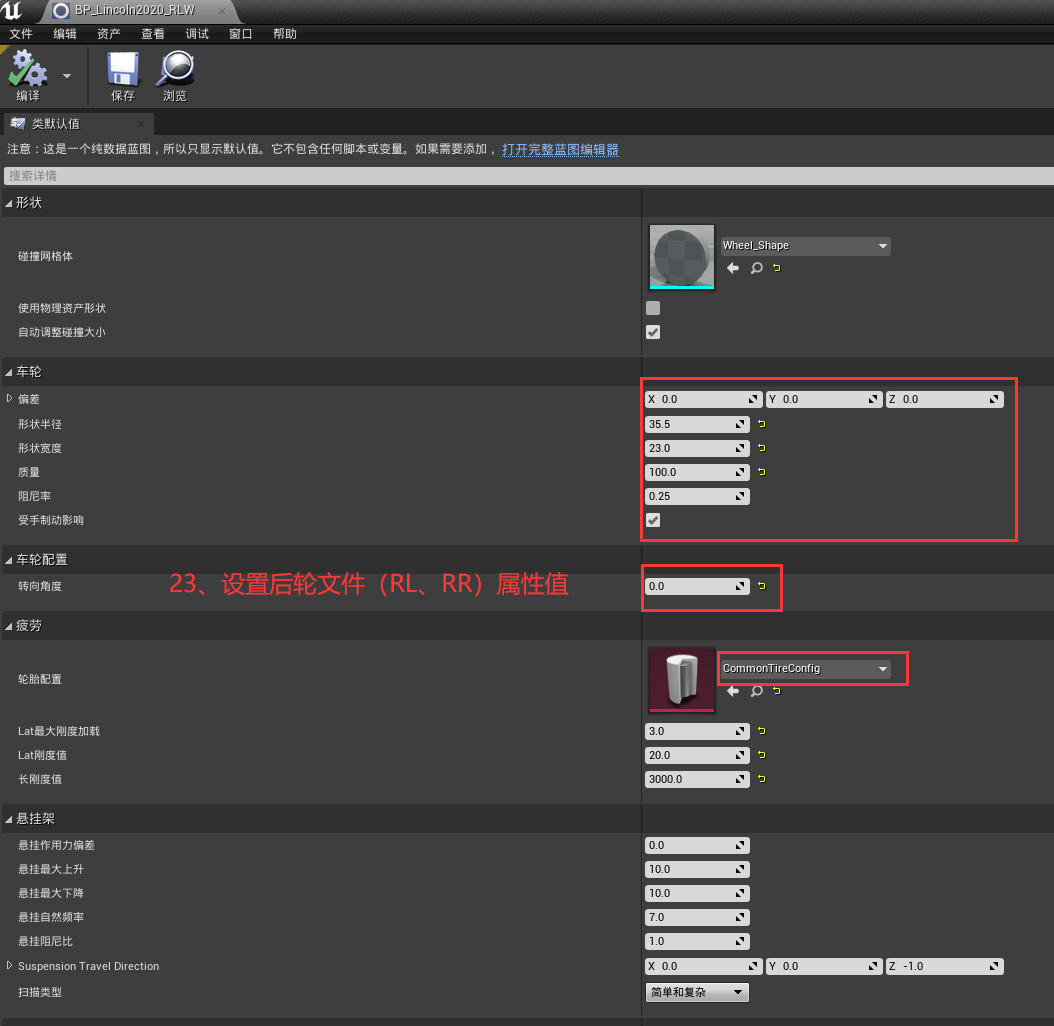 BP_Lincoln2020_RLW
文件 编辑 资产 查看 调试 窗口 帮助
编译 保存 浏览
类默认值
注意：这是一个纯数据蓝图，所以只显示默认值。它不包含任何脚本或变量。如果需要添加， 打开完整蓝图编辑器
搜索详情
形状
碰撞网格体 Wheel_Shape
使用物理资产形状
自动调整碰撞大小
车轮
偏差 X 0.0 Y 0.0 Z 0.0
形状半径 35.5
形状宽度 23.0
质量 100.0
阻尼率 0.25
受手制动影响
车轮配置
转向角度 23、设置后轮文件（RL、RR）属性值 0.0
疲劳
轮胎配置 CommonTireConfig
Lat最大刚度加载 3.0
Lat刚度值 20.0
长刚度值 3000.0
悬挂架
悬挂作用力偏差 0.0
悬挂最大上升 10.0
悬挂最大下降 10.0
悬挂自然频率 7.0
悬挂阻尼比 1.0
Suspension Travel Direction X 0.0 Y 0.0 Z -1.0
扫描类型 简单和复杂